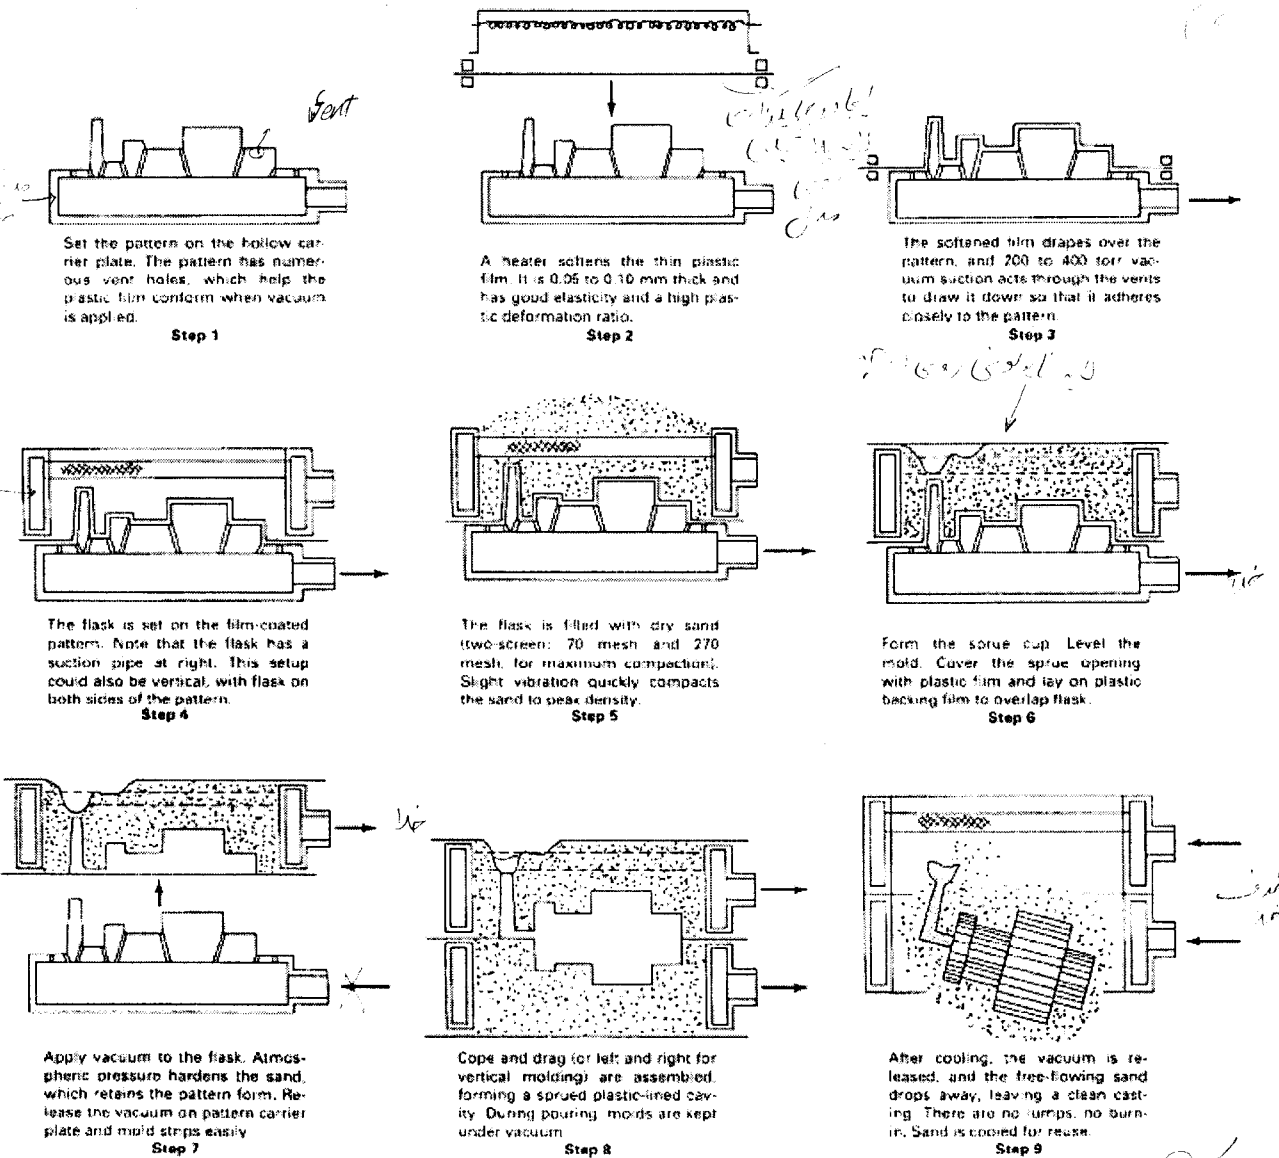 Vent
Set the pattern on the hollow car-
rier plate. The pattern has numer-
ous vent holes, which help the
plastic film conform when vacuum
is applied.
Step 1
A heater softens the thin plastic
film. It is 0.05 to 0.10 mm thick and
has good elasticity and a high plas-
tic deformation ratio.
Step 2
The softened film drapes over the
pattern, and 200 to 400 torr vac-
uum suction acts through the vents
to draw it down so that it adheres
closely to the pattern.
Step 3
The flask is set on the film-coated
pattern. Note that the flask has a
suction pipe at right. This setup
could also be vertical, with flask on
both sides of the pattern.
Step 4
The flask is filled with dry sand
(two-screen: 70 mesh and 270
mesh, for maximum compaction).
Slight vibration quickly compacts
the sand to peak density.
Step 5
Form the sprue cup. Level the
mold. Cover the sprue opening
with plastic film and lay on plastic
backing film to overlap flask.
Step 6
خلا
خلا
Apply vacuum to the flask. Atmos-
pheric pressure hardens the sand,
which retains the pattern form. Re-
lease the vacuum on pattern carrier
plate and mold strips easily
Step 7
Cope and drag (or left and right for
vertical molding) are assembled,
forming a sprued plastic-lined cav-
ity. During pouring molds are kept
under vacuum
Step 8
After cooling, the vacuum is re-
leased, and the free-flowing sand
drops away, leaving a clean cast-
ing. There are no lumps, no burn-
in. Sand is cooled for reuse.
Step 9